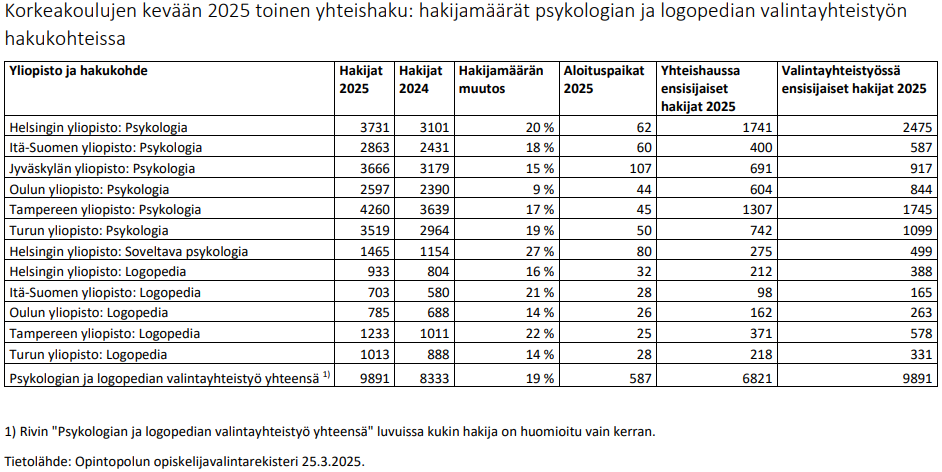 Korkeakoulujen kevään 2025 toinen yhteishaku: hakijamäärät psykologian ja logopedian valintayhteistyön
hakukohteissa
Yliopisto ja hakukohde Hakijat 2025 Hakijat 2024 Hakijamäärän muutos Aloituspaikat 2025 Yhteishaussa ensisijaiset hakijat 2025 Valintayhteistyössä ensisijaiset hakijat 2025
Helsingin yliopisto: Psykologia 3731 3101 20 % 62 1741 2475
Itä-Suomen yliopisto: Psykologia 2863 2431 18 % 60 400 587
Jyväskylän yliopisto: Psykologia 3666 3179 15 % 107 691 917
Oulun yliopisto: Psykologia 2597 2390 9 % 44 604 844
Tampereen yliopisto: Psykologia 4260 3639 17 % 45 1307 1745
Turun yliopisto: Psykologia 3519 2964 19 % 50 742 1099
Helsingin yliopisto: Soveltava psykologia 1465 1154 27 % 80 275 499
Helsingin yliopisto: Logopedia 933 804 16 % 32 212 388
Itä-Suomen yliopisto: Logopedia 703 580 21 % 28 98 165
Oulun yliopisto: Logopedia 785 688 14 % 26 162 263
Tampereen yliopisto: Logopedia 1233 1011 22 % 25 371 578
Turun yliopisto: Logopedia 1013 888 14 % 28 218 331
Psykologian ja logopedian valintayhteistyö yhteensä 1) 9891 8333 19 % 587 6821 9891
1) Rivin "Psykologian ja logopedian valintayhteistyö yhteensä" luvuissa kukin hakija on huomioitu vain kerran.
Tietolähde: Opintopolun opiskelijavalintarekisteri 25.3.2025.